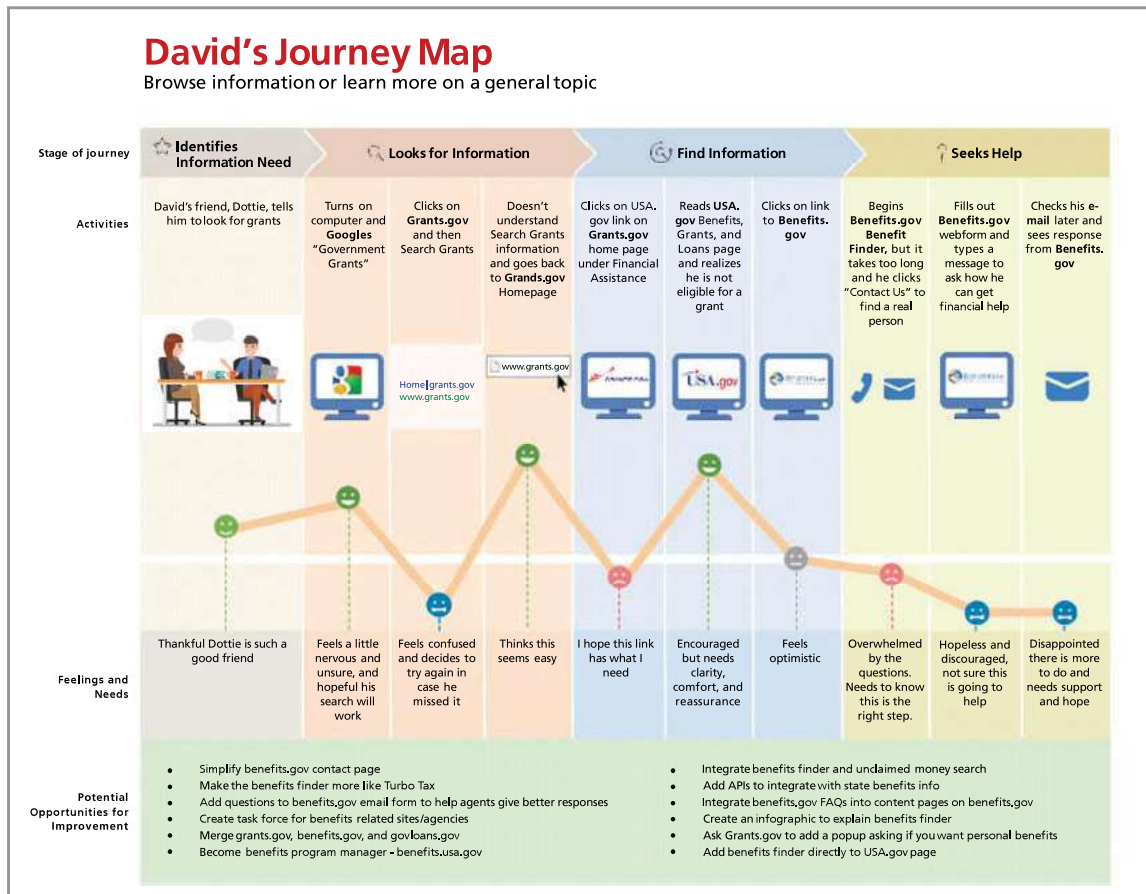 David's Journey Map
Browse information or learn more on a general topic
Stage of journey
Identifies
Information Need
Looks for Information
Find Information
Seeks Help
Activities
David's friend, Dottie, tells
him to look for grants
Turns on
computer and
Googles
"Government
Grants"
Clicks on
Grants.gov
and then
Search Grants
Doesn't
understand
Search Grants
information
and goes back
to Grands.gov
Homepage
Clicks on USA.
gov link on
Grants.gov
home page
under Financial
Assistance
Reads USA.
gov Benefits,
Grants, and
Loans page
and realizes
he is not
eligible for a
grant
Clicks on link
to Benefits.
gov
Begins
Benefits.gov
Benefit
Finder, but it
takes too long
and he clicks
"Contact Us" to
find a real
person
Fills out
Benefits.gov
webform and
types a
message to
ask how he
can get
financial help
Checks his e-
mail later and
sees response
from Benefits.
gov
Home|grants.gov
www.grants.gov
www.grants.gov
USA.gov
Feelings and
Needs
Thankful Dottie is such a
good friend
Feels a little
nervous and
unsure, and
hopeful his
search will
work
Feels confused
and decides to
try again in
case he
missed it
Thinks this
seems easy
I hope this link
has what I
need
Encouraged
but needs
clarity,
comfort, and
reassurance
Feels
optimistic
Overwhelmed
by the
questions.
Needs to know
this is the
right step.
Hopeless and
discouraged,
not sure this
is going to
help
Disappointed
there is more
to do and
needs support
and hope
Potential
Opportunities for
Improvement
• Simplify benefits.gov contact page
• Make the benefits finder more like Turbo Tax
• Add questions to benefits.gov email form to help agents give better responses
• Create task force for benefits related sites/agencies
• Merge grants.gov, benefits.gov, and govloans.gov
• Become benefits program manager - benefits.usa.gov
• Integrate benefits finder and unclaimed money search
• Add APIs to integrate with state benefits info
• Integrate benefits.gov FAQs into content pages on benefits.gov
• Create an infographic to explain benefits finder
• Ask Grants.gov to add a popup asking if you want personal benefits
• Add benefits finder directly to USA.gov page